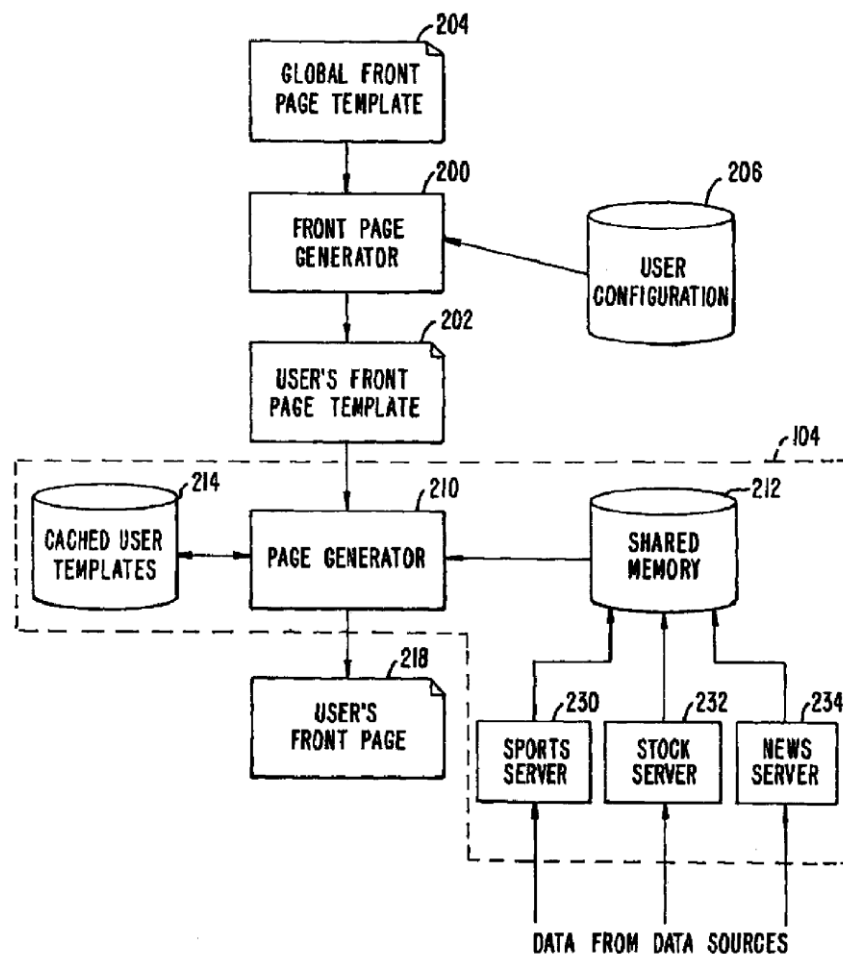 204
GLOBAL FRONT
PAGE TEMPLATE
200
FRONT PAGE
GENERATOR
206
USER
CONFIGURATION
202
USER'S FRONT
PAGE TEMPLATE
104
214
CACHED USER
TEMPLATES
210
PAGE GENERATOR
212
SHARED
MEMORY
218
USER'S
FRONT PAGE
230
SPORTS
SERVER
232
STOCK
SERVER
234
NEWS
SERVER
DATA FROM DATA SOURCES